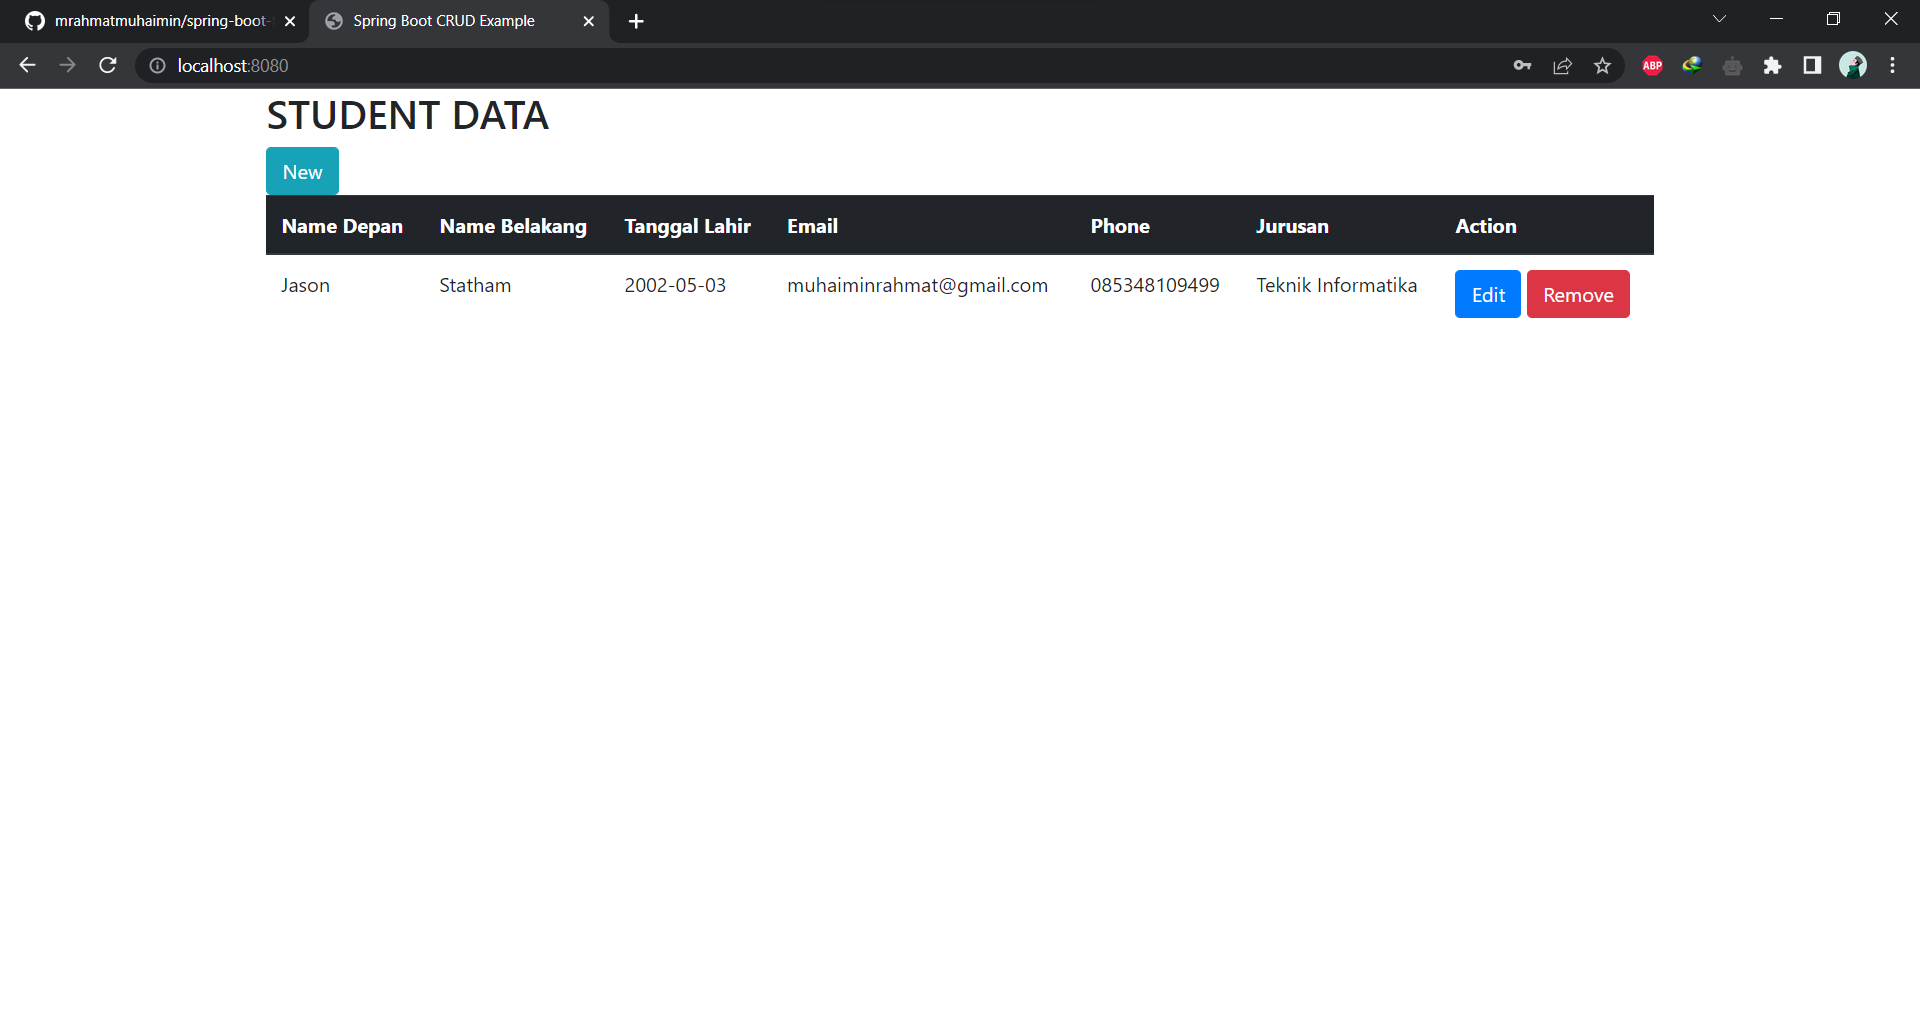 mrahmatmuhaimin/spring-boot-
Spring Boot CRUD Example
localhost:8080
ABP
STUDENT DATA
New
Name Depan Name Belakang Tanggal Lahir Email Phone Jurusan Action
Jason Statham 2002-05-03 muhaiminrahmat@gmail.com 085348109499 Teknik Informatika Edit Remove